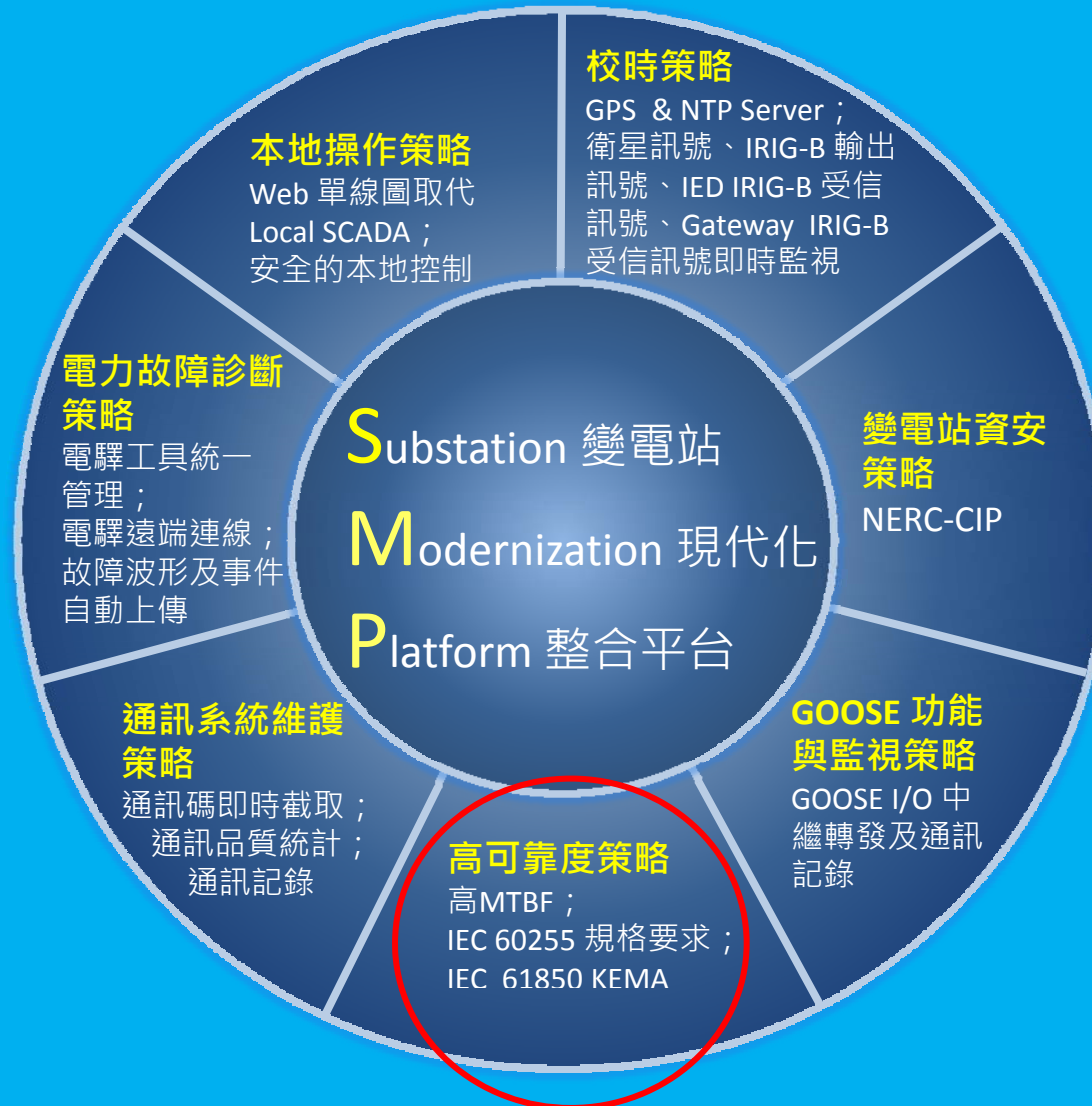 校時策略
GPS & NTP Server；
衛星訊號、IRIG-B 輸出
訊號、IED IRIG-B 受信
訊號、Gateway IRIG-B
受信訊號即時監視
變電站資安
策略
NERC-CIP
GOOSE 功能
與監視策略
GOOSE I/O 中
繼轉發及通訊
記錄
高可靠度策略
高MTBF；
IEC 60255 規格要求；
IEC 61850 KEMA
通訊系統維護
策略
通訊碼即時截取；
通訊品質統計；
通訊記錄
電力故障診斷
策略
電驛工具統一
管理；
電驛遠端連線；
故障波形及事件
自動上傳
本地操作策略
Web 單線圖取代
Local SCADA；
安全的本地控制
Substation 變電站
Modernization 現代化
Platform 整合平台